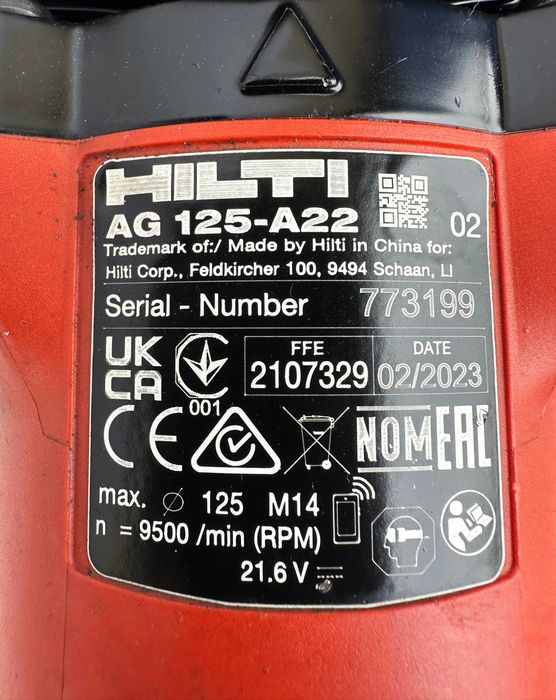 HILTI
AG 125-A22
02
Trademark of:/ Made by Hilti in China for:
Hilti Corp., Feldkircher 100, 9494 Schaan, LI
Serial - Number 773199
UK
CA
001
FFE
2107329
DATE
02/2023
CE
NOM
EAC
max. ⌀ 125 M14
n = 9500 /min (RPM)
21.6 V ⎓